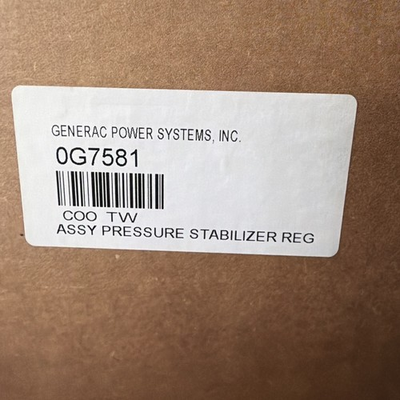 GENERAC POWER SYSTEMS, INC.
0G7581
COO TW
ASSY PRESSURE STABILIZER REG